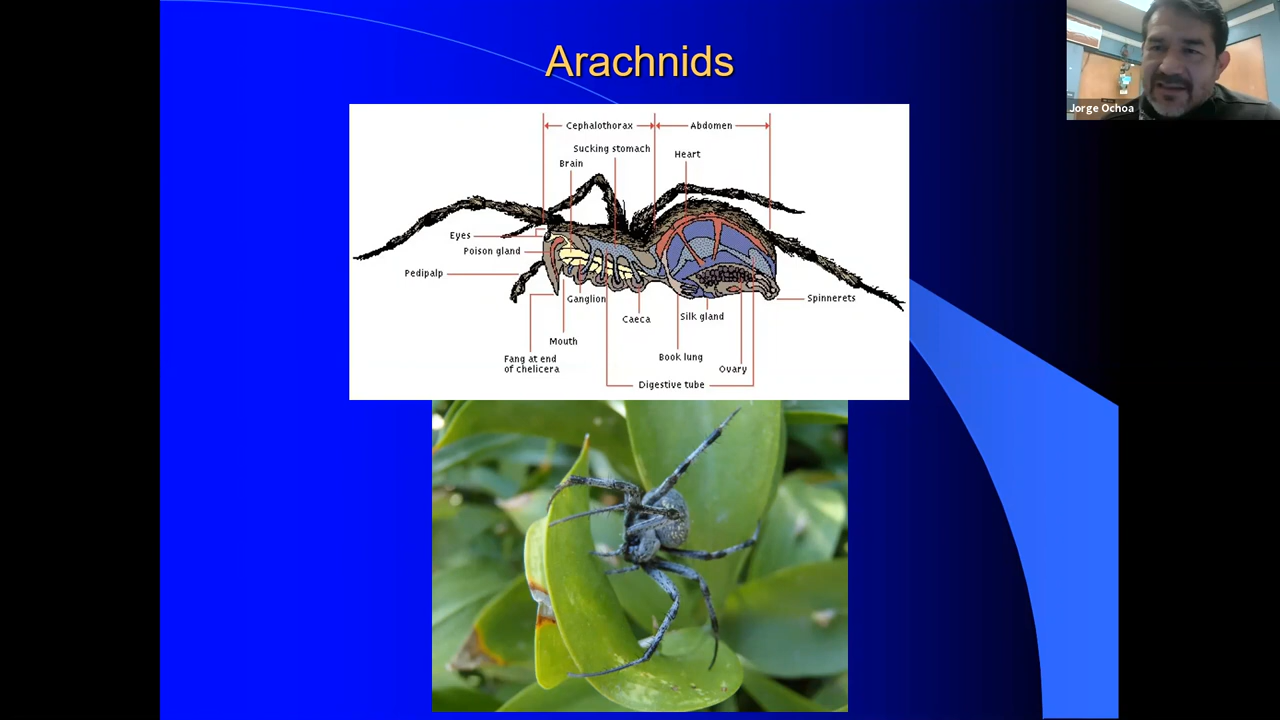 Arachnids
Jorge Ochoa
Cephalothorax
Abdomen
Sucking stomach
Heart
Brain
Eyes
Poison gland
Pedipalp
Ganglion
Spinnerets
Caeca
Silk gland
Mouth
Fang at end
of chelicera
Book lung
Ovary
Digestive tube